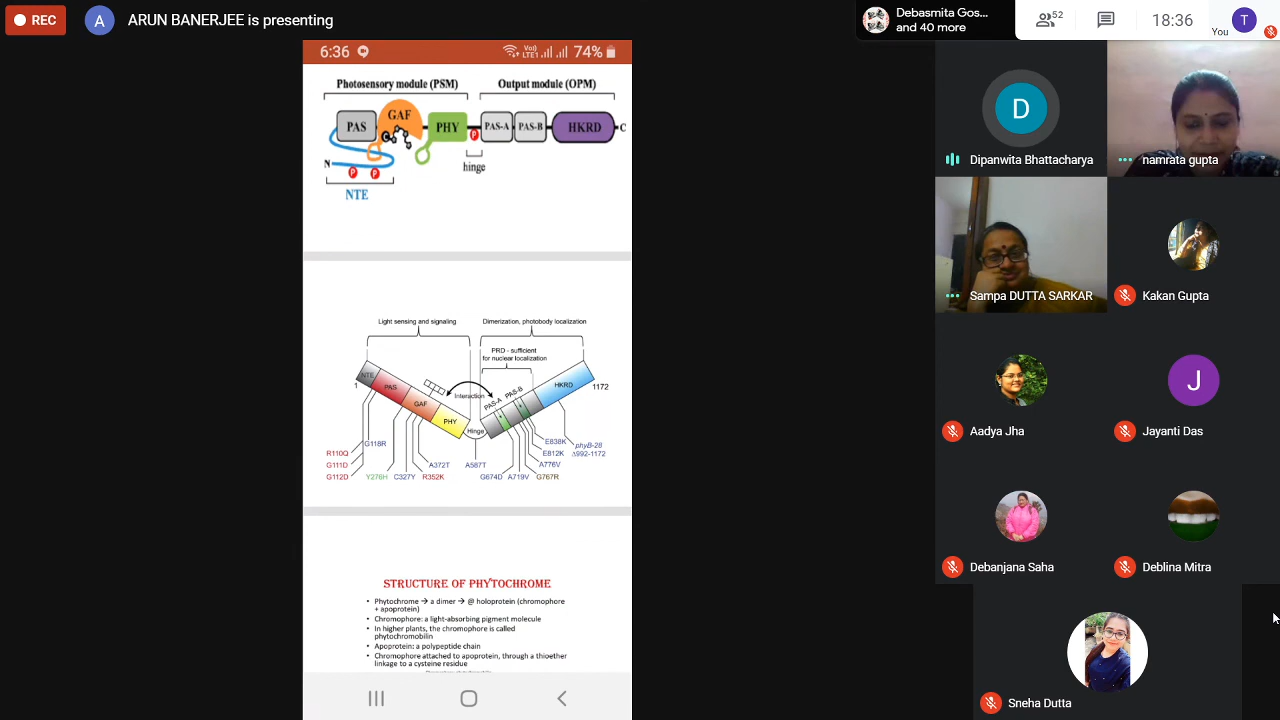 REC
A ARUN BANERJEE is presenting
Debasmita Gos...
and 40 more
52
18:36
T
You
6:36
Vo)
LTE1
74%
Photosensory module (PSM)
Output module (OPM)
PAS
GAF
PHY
P
PAS-A
PAS-B
HKRD
C
N
P
P
hinge
NTE
Light sensing and signaling
Dimerization, photobody localization
PRD - sufficient
for nuclear localization
NTE
1
PAS
GAF
PHY
Interaction
Hinge
PAS-A
PAS-B
HKRD
1172
G118R
R110Q
G111D
G112D
Y276H
C327Y
A372T
R352K
A587T
G674D
A719V
G767R
A776V
E812K
E838K
phyB-28
Δ992-1172
STRUCTURE OF PHYTOCHROME
• Phytochrome → a dimer → @ holoprotein (chromophore
+ apoprotein)
• Chromophore: a light-absorbing pigment molecule
• In higher plants, the chromophore is called
phytochromobilin
• Apoprotein: a polypeptide chain
• Chromophore attached to apoprotein, through a thioether
linkage to a cysteine residue
D
Dipanwita Bhattacharya
namrata gupta
Sampa DUTTA SARKAR
Kakan Gupta
Aadya Jha
J
Jayanti Das
Debanjana Saha
Deblina Mitra
Sneha Dutta